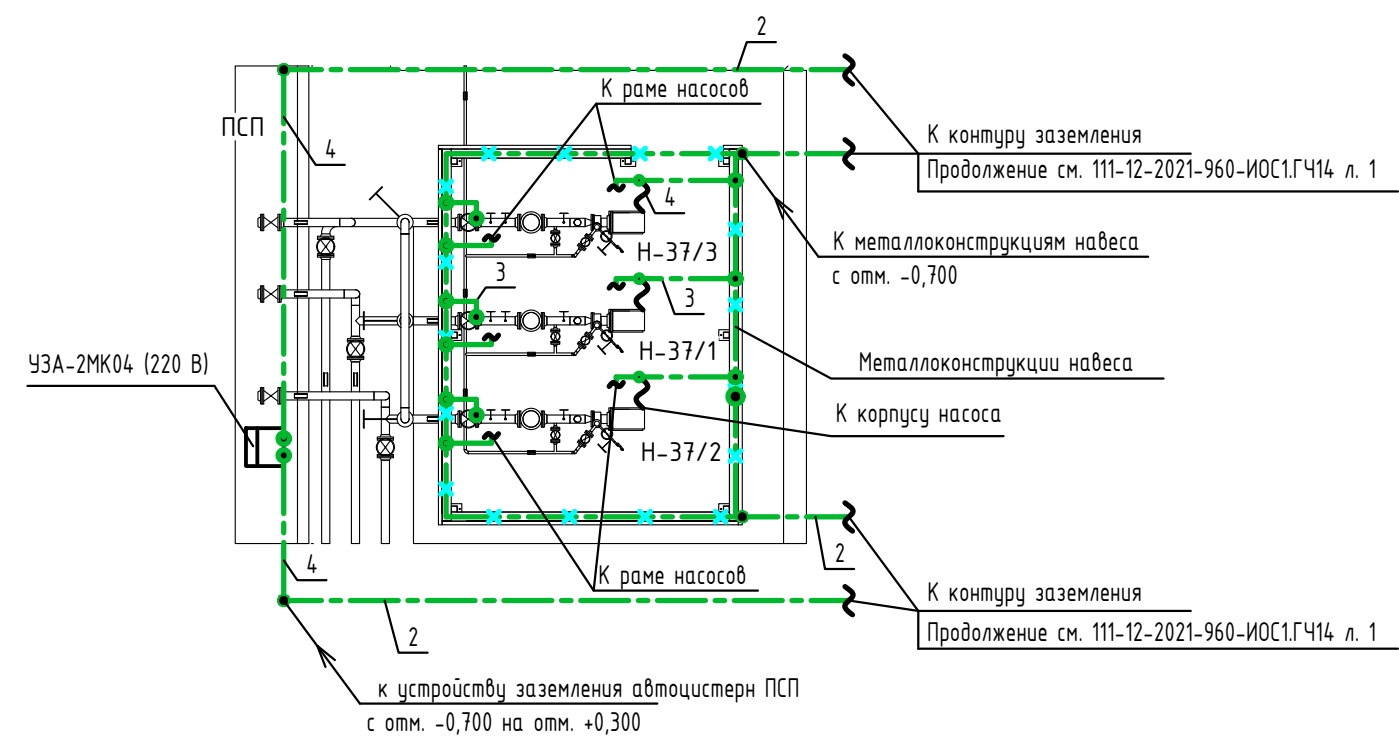 2
К раме насосов
ПСП
4
К контуру заземления
Продолжение см. 111-12-2021-960-ИОС1.ГЧ14 л. 1
4
К металлоконструкциям навеса
с отм. -0,700
Н-37/3
3
3
Н-37/1
УЗА-2МК04 (220 В)
Металлоконструкции навеса
К корпусу насоса
Н-37/2
2
4
К раме насосов
К контуру заземления
Продолжение см. 111-12-2021-960-ИОС1.ГЧ14 л. 1
2
к устройству заземления автоцистерн ПСП
с отм. -0,700 на отм. +0,300